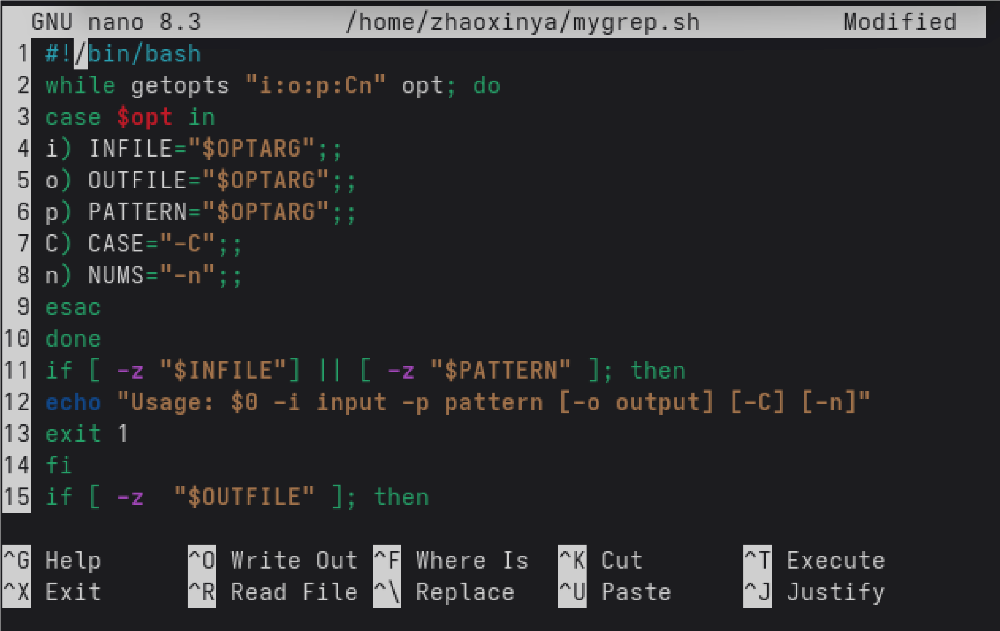 GNU nano 8.3 /home/zhaoxinya/mygrep.sh Modified
1 #!/bin/bash
2 while getopts "i:o:p:Cn" opt; do
3 case $opt in
4 i) INFILE="$OPTARG";;
5 o) OUTFILE="$OPTARG";;
6 p) PATTERN="$OPTARG";;
7 C) CASE="-C";;
8 n) NUMS="-n";;
9 esac
10 done
11 if [ -z "$INFILE"] || [ -z "$PATTERN" ]; then
12 echo "Usage: $0 -i input -p pattern [-o output] [-C] [-n]"
13 exit 1
14 fi
15 if [ -z  "$OUTFILE" ]; then
^G Help ^O Write Out ^F Where Is ^K Cut ^T Execute
^X Exit ^R Read File ^\ Replace ^U Paste ^J Justify